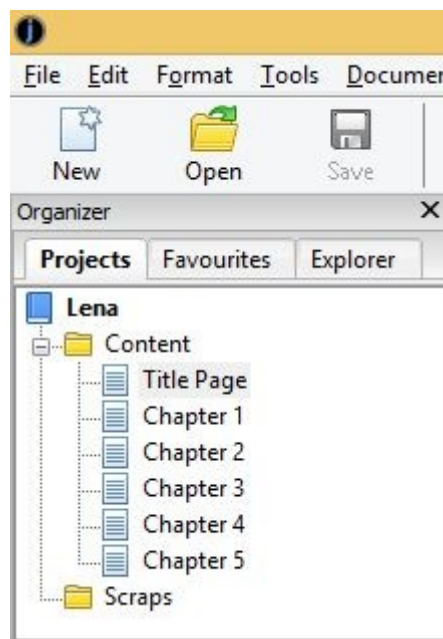 j
File Edit Format Tools Documen
New Open Save
Organizer X
Projects Favourites Explorer
Lena
Content
Title Page
Chapter 1
Chapter 2
Chapter 3
Chapter 4
Chapter 5
Scraps